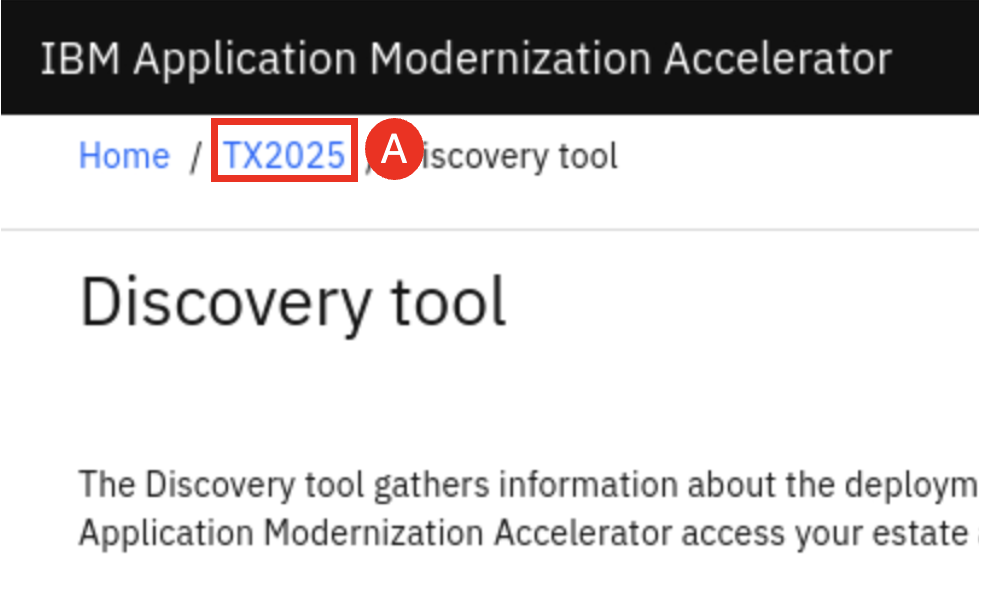 IBM Application Modernization Accelerator
Home / TX2025 / A iscovery tool
Discovery tool
The Discovery tool gathers information about the deploym
Application Modernization Accelerator access your estate